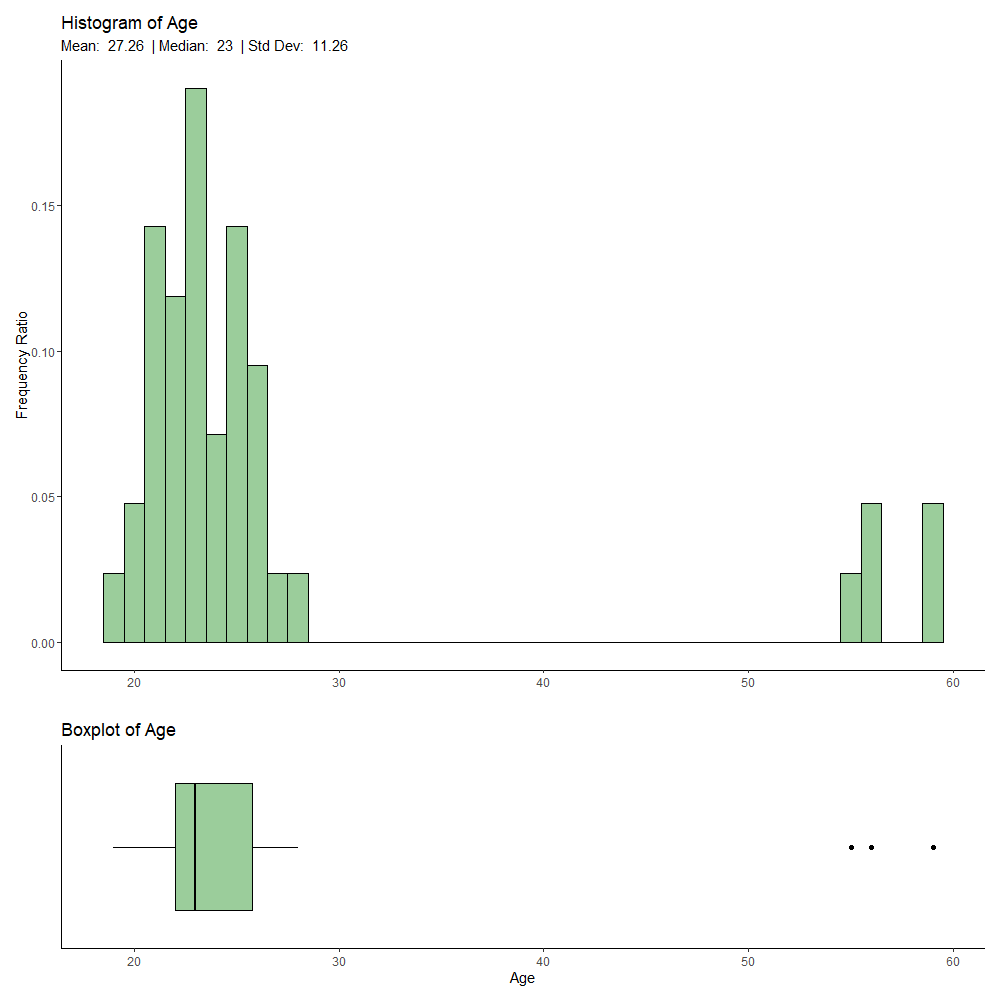 Histogram of Age
Mean:  27.26  | Median:  23  | Std Dev:  11.26
Frequency Ratio
0.15
0.10
0.05
0.00
20 30 40 50 60
Boxplot of Age
20 30 40 50 60
Age